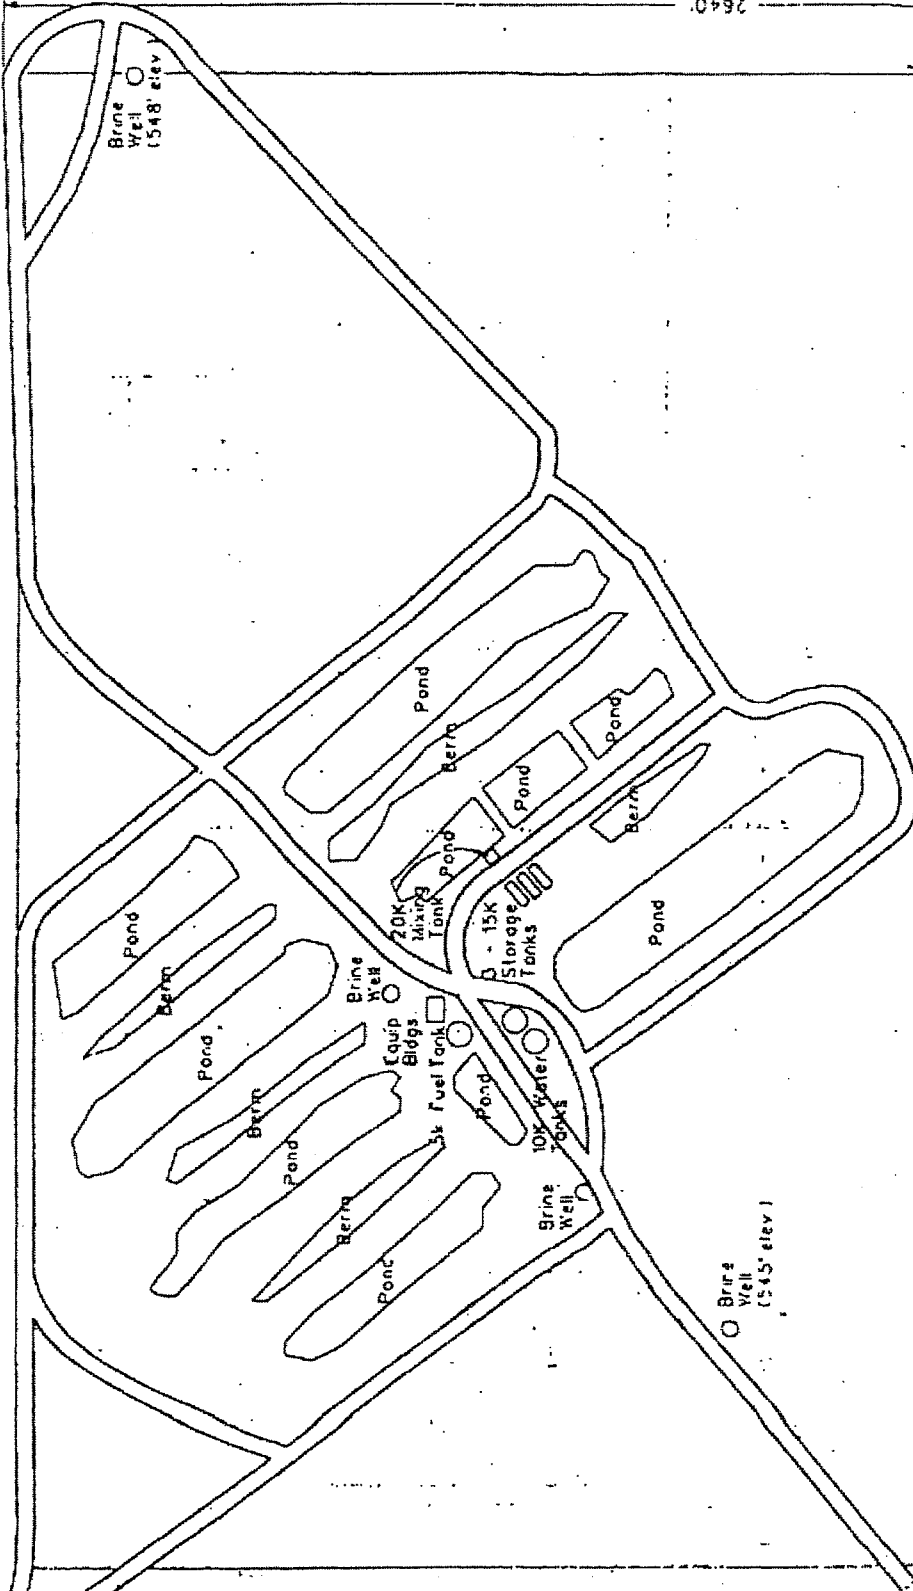 2640'
Brine
Well
(548' elev )
Pond
Berm
Pond
Pond
Pond
Berm
20K
Mixing
Tank
3 - 15K
Storage
Tanks
Pond
Pond
Berm
Pond
Berm
Pond
Berm
Pond
Brine
Well
Equip
Bldgs
5k Fuel Tank
Pond
10K Water
Tanks
Brine
Well
Brine
Well
(545' elev )